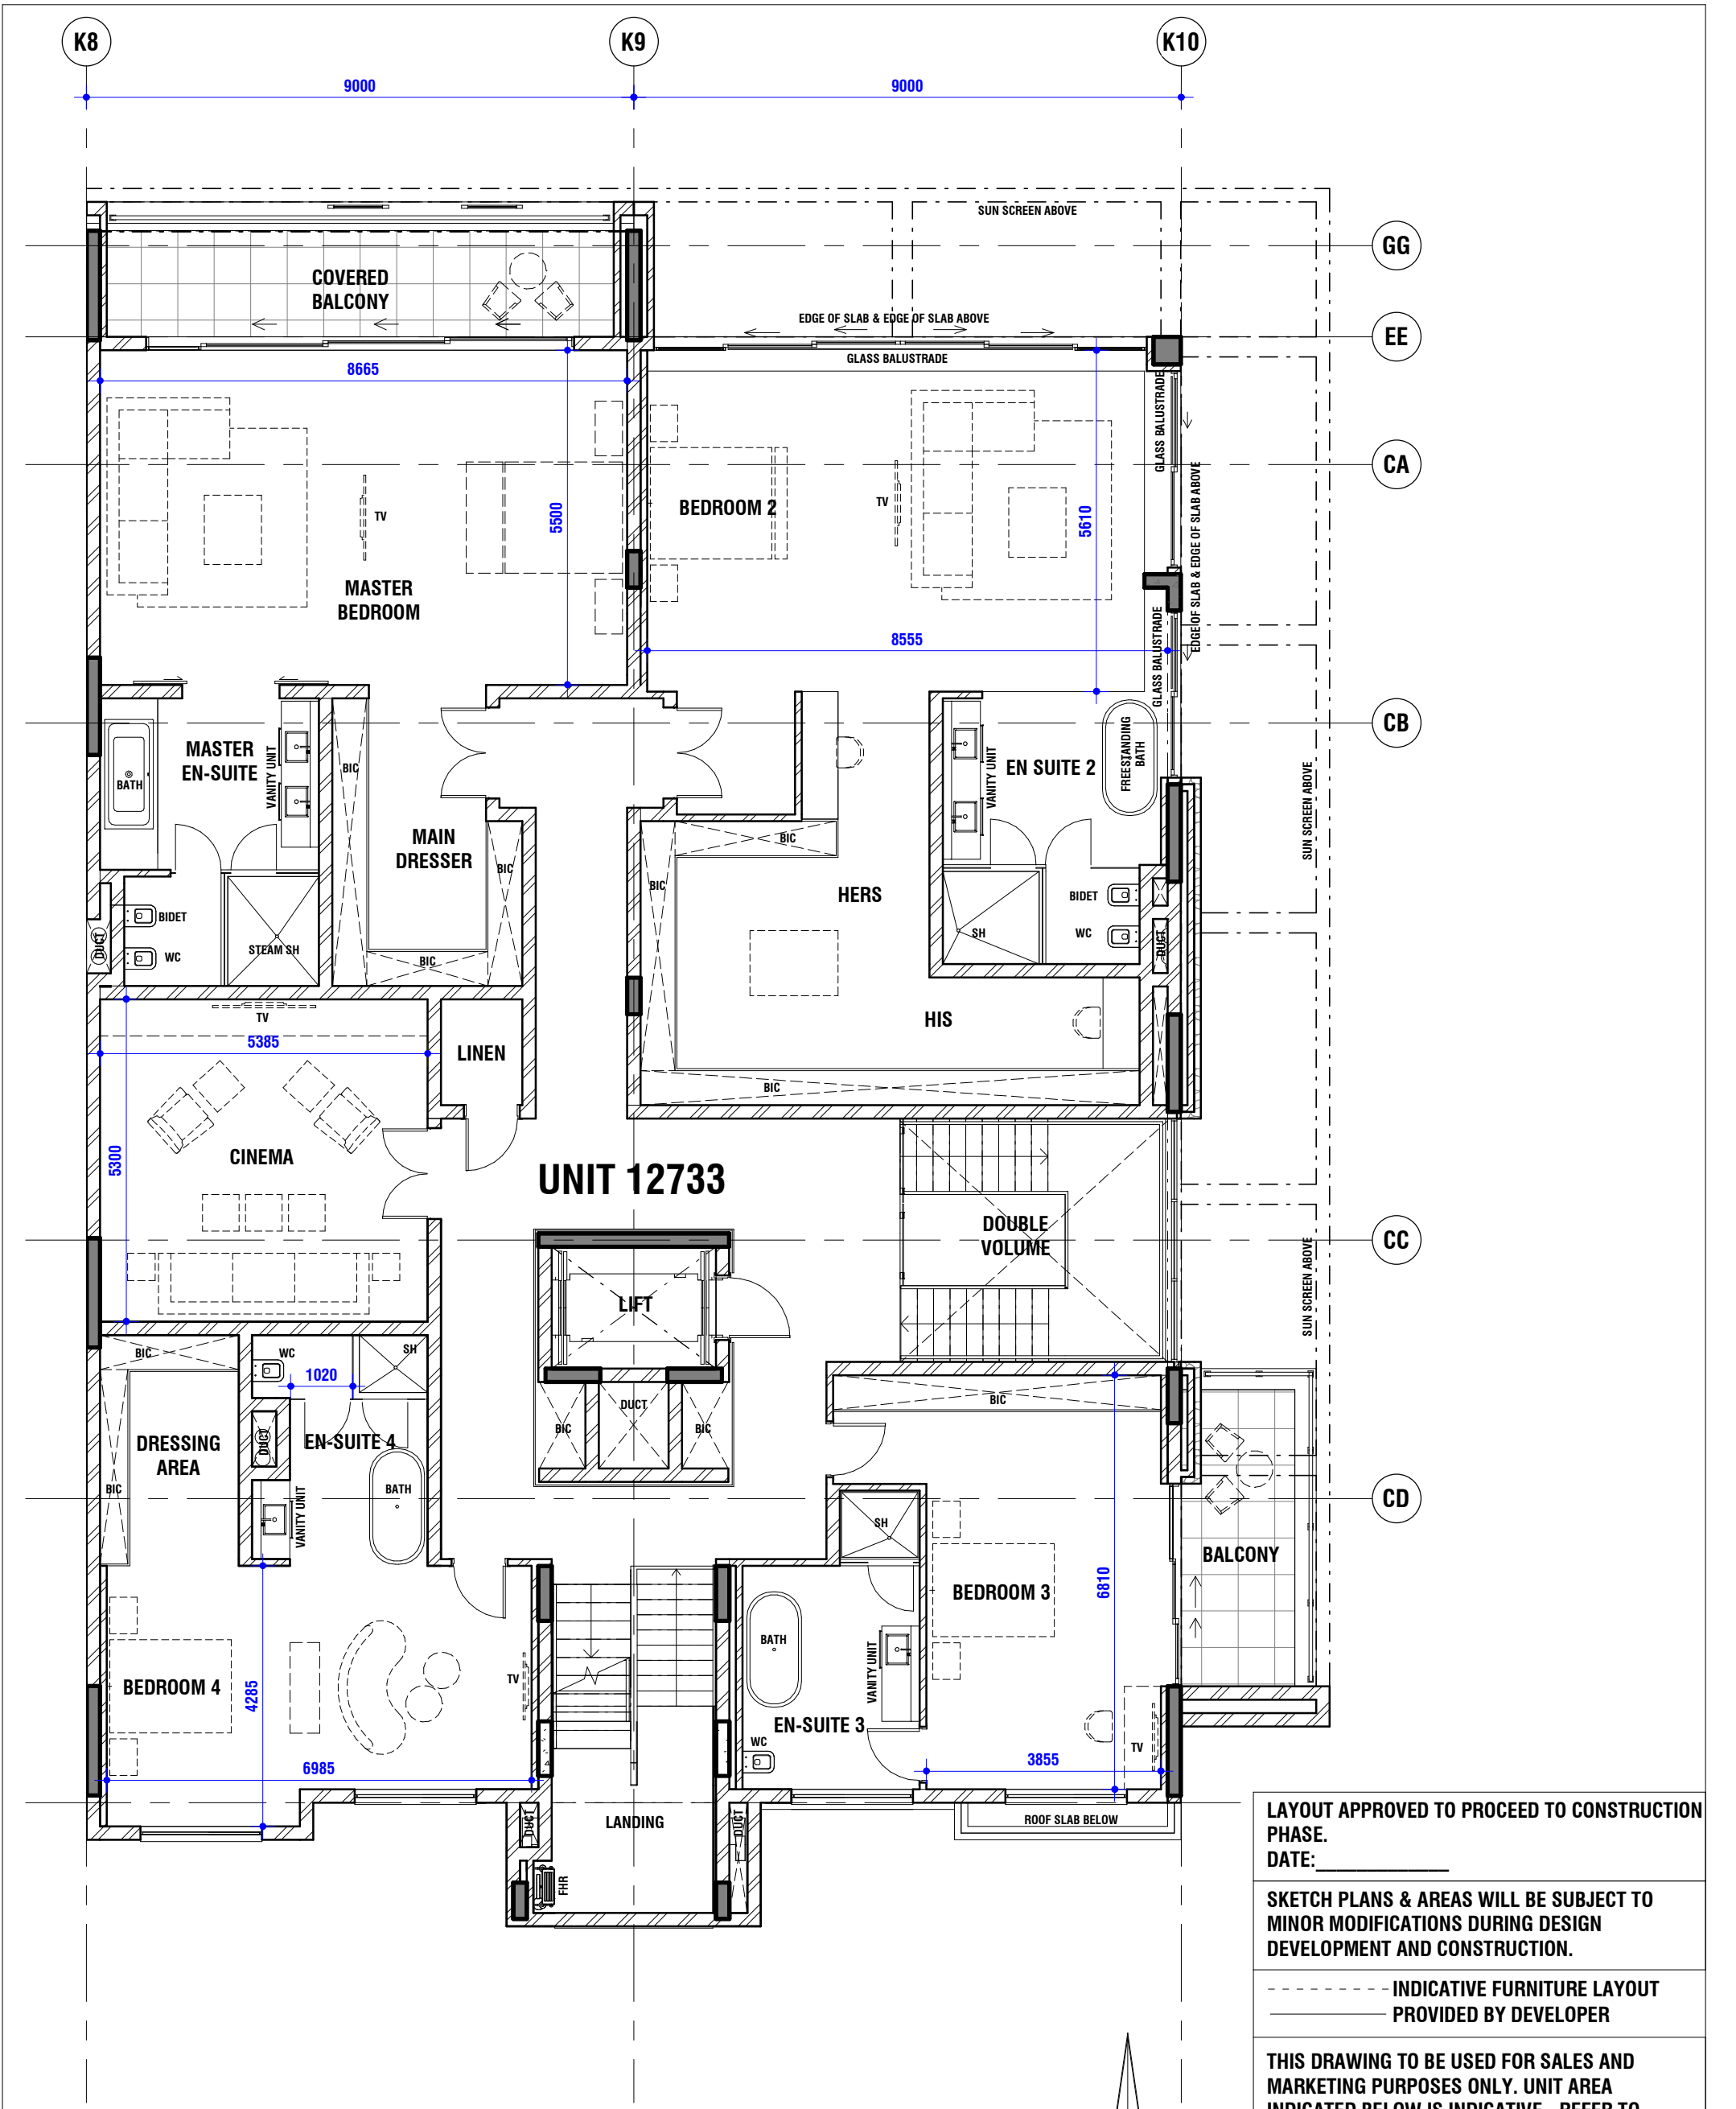 K8
K9
K10
9000
9000
SUN SCREEN ABOVE
GG
COVERED
BALCONY
EDGE OF SLAB & EDGE OF SLAB ABOVE
EE
GLASS BALUSTRADE
8665
GLASS BALUSTRADE
CA
BEDROOM 2
TV
TV
5500
5610
EDGE OF SLAB & EDGE OF SLAB ABOVE
MASTER
BEDROOM
8555
GLASS BALUSTRADE
CB
MASTER
EN-SUITE
VANITY UNIT
BIC
BATH
EN SUITE 2
VANITY UNIT
FREESTANDING
BATH
SUN SCREEN ABOVE
MAIN
DRESSER
BIC
BIC
BIC
HERS
BIDET
BIDET
WC
DUCT
STEAM SH
BIC
SH
WC
DUCT
TV
HIS
5385
LINEN
BIC
CINEMA
5300
UNIT 12733
DOUBLE
VOLUME
CC
SUN SCREEN ABOVE
LIFT
BIC
WC
SH
1020
DUCT
BIC
BIC
BIC
DRESSING
AREA
DUCT
EN-SUITE 4
BIC
BATH
VANITY UNIT
CD
SH
BALCONY
BEDROOM 3
6810
BATH
VANITY UNIT
BEDROOM 4
4285
TV
EN-SUITE 3
WC
TV
6985
3855
DUCT
LANDING
DUCT
ROOF SLAB BELOW
FHR
LAYOUT APPROVED TO PROCEED TO CONSTRUCTION
PHASE.
DATE:______________
SKETCH PLANS & AREAS WILL BE SUBJECT TO
MINOR MODIFICATIONS DURING DESIGN
DEVELOPMENT AND CONSTRUCTION.
INDICATIVE FURNITURE LAYOUT
PROVIDED BY DEVELOPER
THIS DRAWING TO BE USED FOR SALES AND
MARKETING PURPOSES ONLY. UNIT AREA
INDICATED BELOW IS INDICATIVE - REFER TO